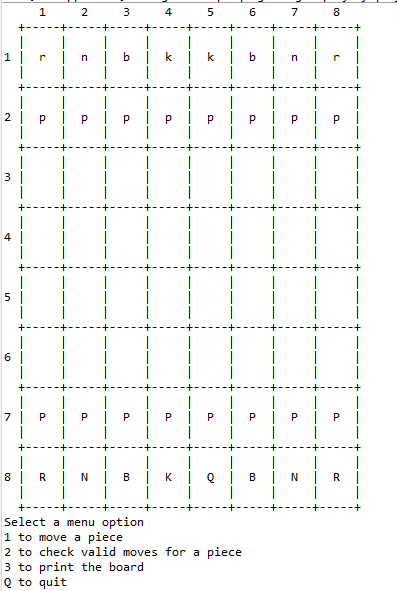 1 2 3 4 5 6 7 8
1 r n b k k b n r
2 p p p p p p p p
3
4
5
6
7 P P P P P P P P
8 R N B K Q B N R
Select a menu option
1 to move a piece
2 to check valid moves for a piece
3 to print the board
Q to quit